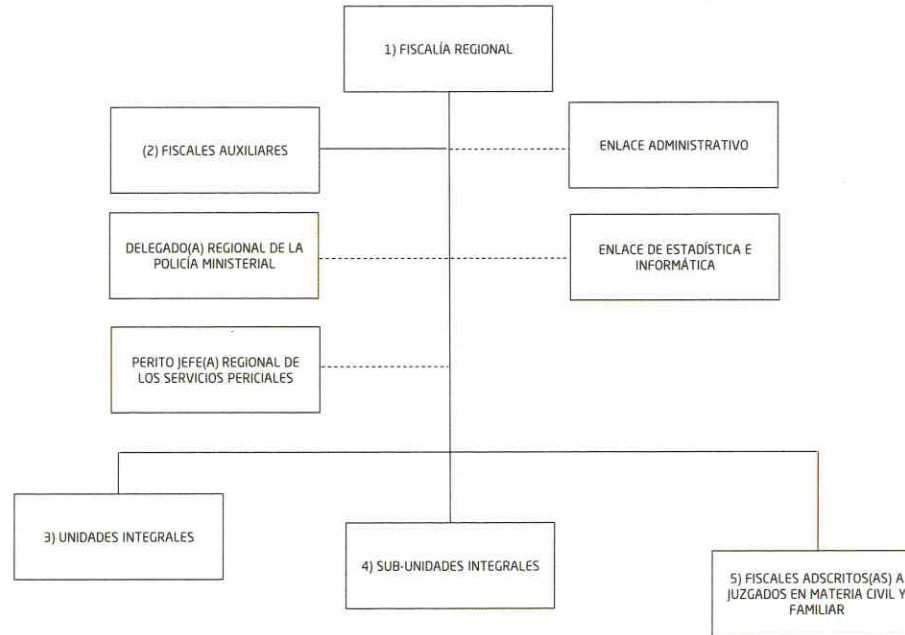 1) FISCALÍA REGIONAL
(2) FISCALES AUXILIARES
ENLACE ADMINISTRATIVO
DELEGADO(A) REGIONAL DE LA
POLICÍA MINISTERIAL
ENLACE DE ESTADÍSTICA E
INFORMÁTICA
PERITO JEFE(A) REGIONAL DE
LOS SERVICIOS PERICIALES
3) UNIDADES INTEGRALES
4) SUB-UNIDADES INTEGRALES
5) FISCALES ADSCRITOS(AS) A
JUZGADOS EN MATERIA CIVIL Y
FAMILIAR